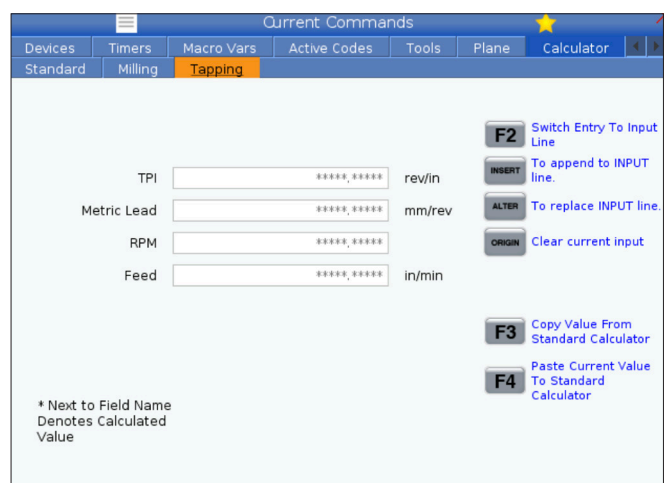 Current Commands
Devices Timers Macro Vars Active Codes Tools Plane Calculator
Standard Milling Tapping
F2 Switch Entry To Input
Line
INSERT To append to INPUT
line.
TPI *****.***** rev/in
ALTER To replace INPUT line.
Metric Lead *****.***** mm/rev
ORIGIN Clear current input
RPM *****.*****
Feed *****.***** in/min
F3 Copy Value From
Standard Calculator
F4 Paste Current Value
To Standard
Calculator
* Next to Field Name
Denotes Calculated
Value